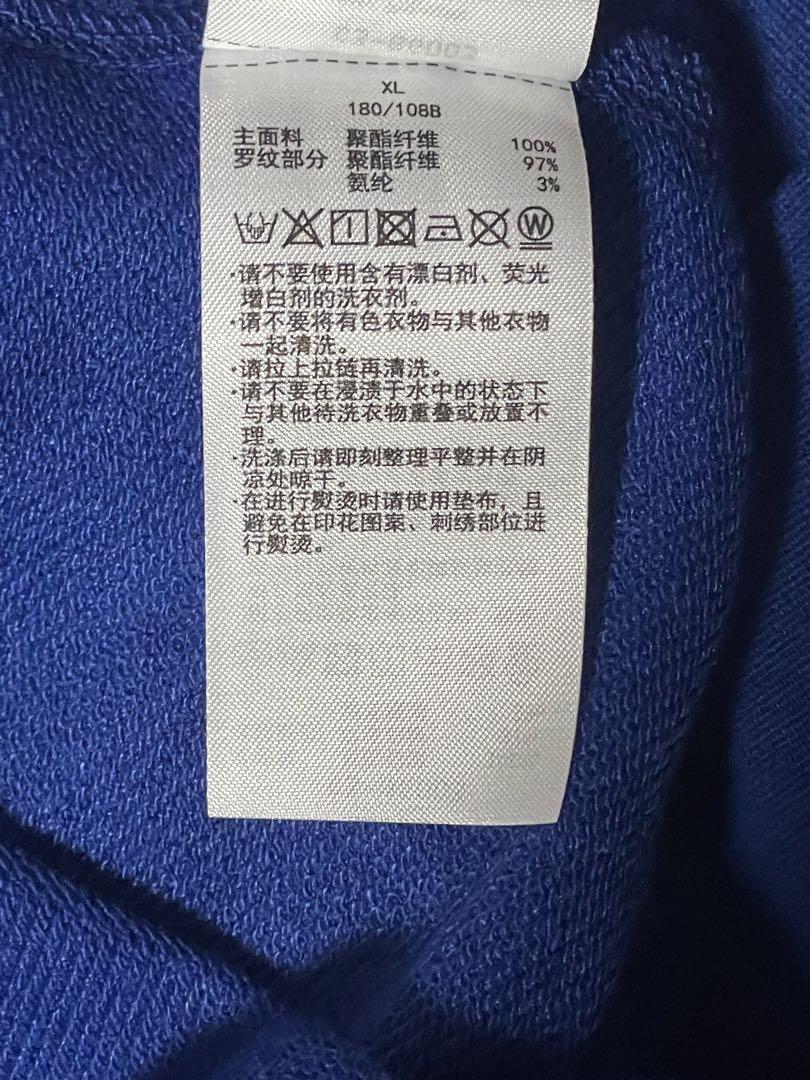 XL
180/108B
主面料 聚酯纤维 100%
罗纹部分 聚酯纤维 97%
氨纶 3%
W
·请不要使用含有漂白剂、荧光
增白剂的洗衣剂。
·请不要将有色衣物与其他衣物
一起清洗。
·请拉上拉链再清洗。
·请不要在浸渍于水中的状态下
与其他待洗衣物重叠或放置不
理。
·洗涤后请即刻整理平整并在阴
凉处晾干。
·在进行熨烫时请使用垫布，且
避免在印花图案、刺绣部位进
行熨烫。